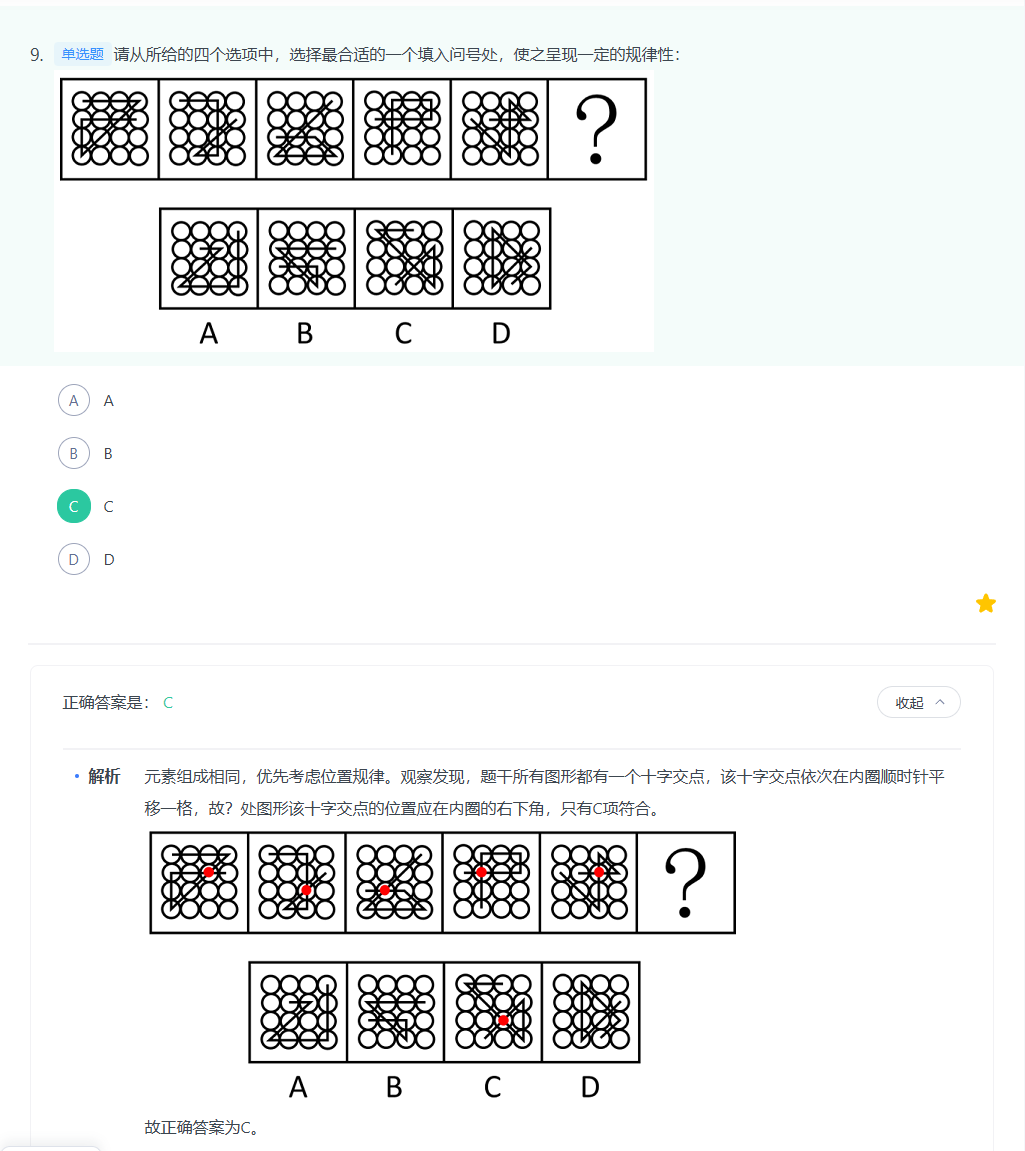 9. 单选题 请从所给的四个选项中，选择最合适的一个填入问号处，使之呈现一定的规律性：
?
A B C D
A A
B B
C C
D D
正确答案是： C 收起
• 解析 元素组成相同，优先考虑位置规律。观察发现，题干所有图形都有一个十字交点，该十字交点依次在内圈顺时针平
移一格，故？处图形该十字交点的位置应在内圈的右下角，只有C项符合。
?
A B C D
故正确答案为C。